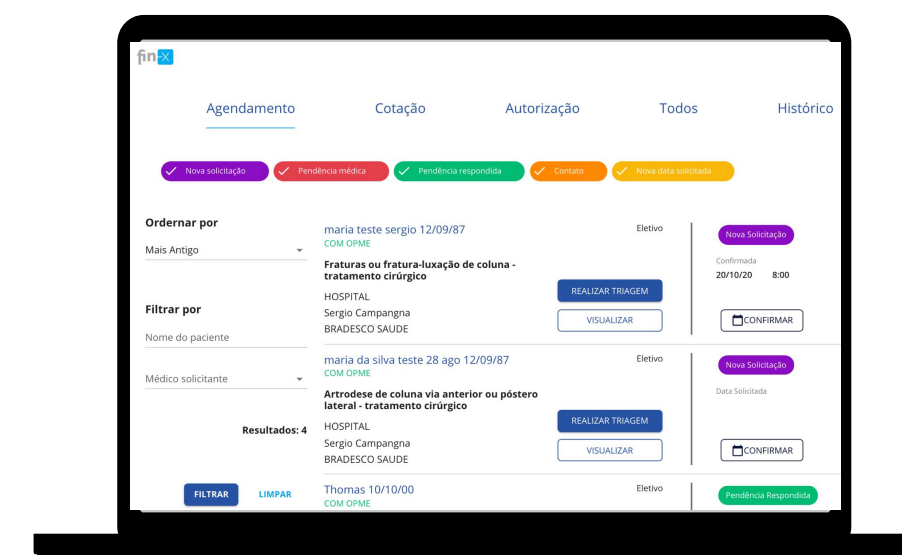 fin-x
Agendamento
Cotação
Autorização
Todos
Histórico
Nova solicitação
Pendência médica
Pendência respondida
Contato
Nova data solicitada
Ordernar por
Mais Antigo
Filtrar por
Nome do paciente
Médico solicitante
Resultados: 4
FILTRAR
LIMPAR
maria teste sergio 12/09/87
COM OPME
Fraturas ou fratura-luxação de coluna -
tratamento cirúrgico
HOSPITAL
Sergio Campangna
BRADESCO SAUDE
Eletivo
REALIZAR TRIAGEM
VISUALIZAR
Nova Solicitação
Confirmada
20/10/20 8:00
CONFIRMAR
maria da silva teste 28 ago 12/09/87
COM OPME
Artrodese de coluna via anterior ou póstero
lateral - tratamento cirúrgico
HOSPITAL
Sergio Campangna
BRADESCO SAUDE
Eletivo
REALIZAR TRIAGEM
VISUALIZAR
Nova Solicitação
Data Solicitada
CONFIRMAR
Thomas 10/10/00
COM OPME
Eletivo
Pendência Respondida